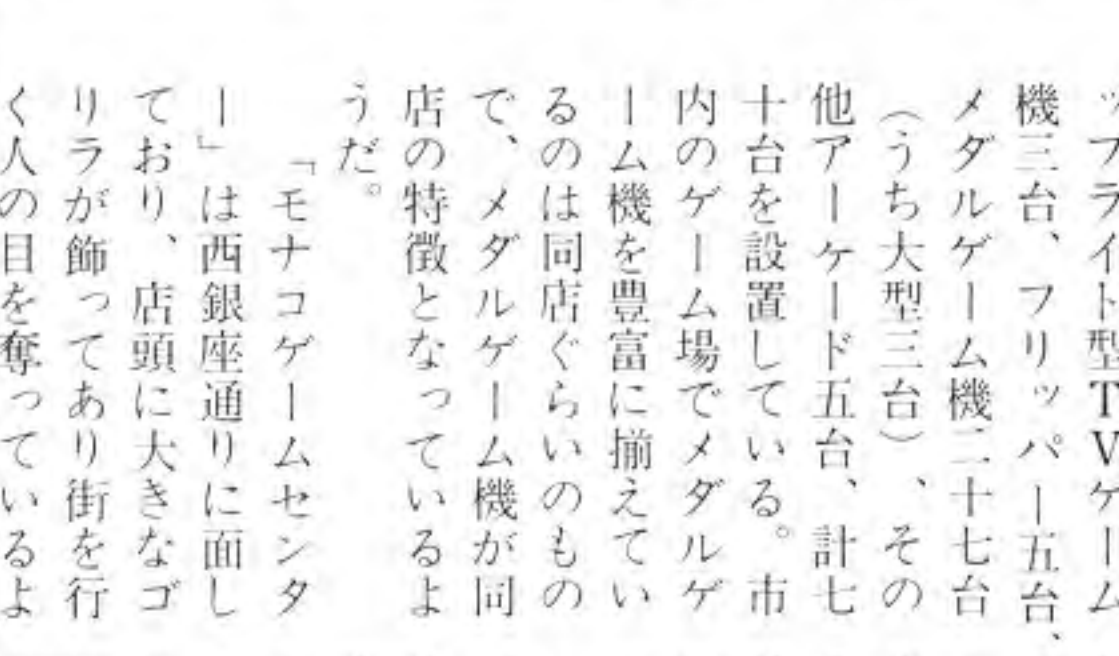 ップライト型TVゲーム
機三台、フリッパー五台、
メダルゲーム機二十七台
（うち大型三台）、その
他アーケード五台、計七
十台を設置している。市
内のゲーム場でメダルゲ
ーム機を豊富に揃えてい
るのは同店ぐらいのもの
で、メダルゲーム機が同
店の特徴となっているよ
うだ。
「モナコゲームセンタ
ー」は西銀座通りに面し
ており、店頭に大きなゴ
リラが飾ってあり街を行
く人の目を奪っているよ